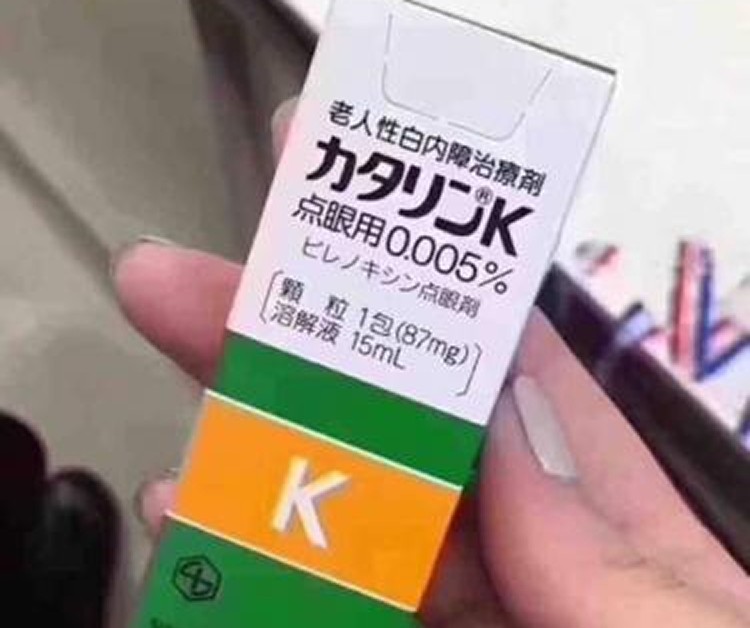 老人性白内障治療剤
カタリン®K
点眼用0.005%
ピレノキシン点眼剤
顆 粒 1包(87mg)
溶解液 15mL
K